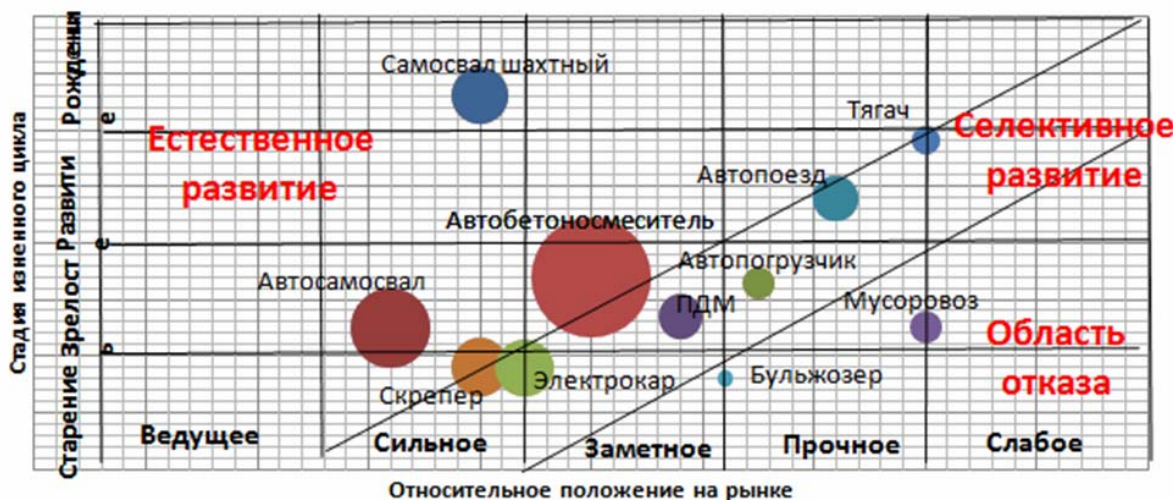 Стадия изненного цикла
Рождени
е
Развити
е
Зрелост
ь
Старение
Самосвал шахтный
Тягач
Естественное
развитие
Селективное
развитие
Автопоезд
Автобетоносмеситель
Автопогрузчик
Автосамосвал
ПДМ
Мусоровоз
Область
отказа
Скрепер
Электрокар
Бульжозер
Ведущее
Сильное
Заметное
Прочное
Слабое
Относительное положение на рынке